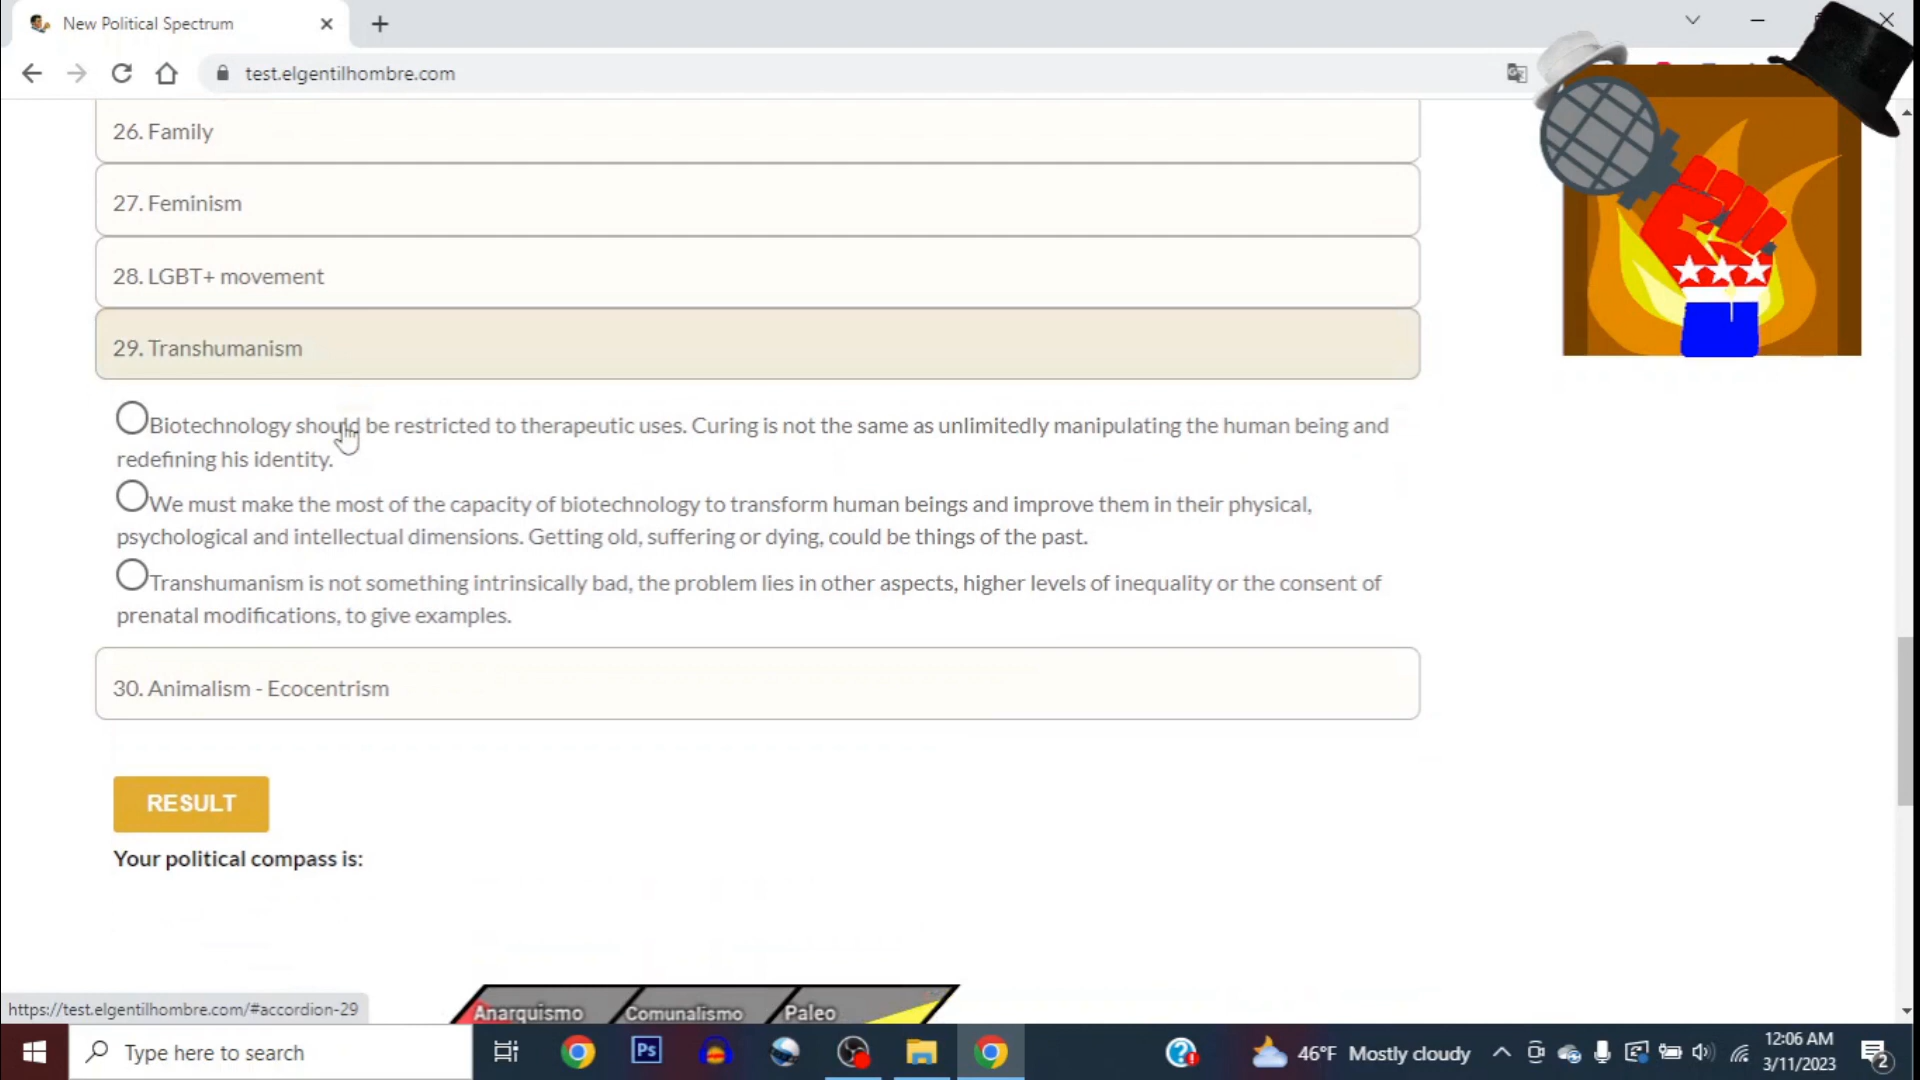 New Political Spectrum
test.elgentilhombre.com
26. Family
27. Feminism
28. LGBT+ movement
29. Transhumanism
Biotechnology should be restricted to therapeutic uses. Curing is not the same as unlimitedly manipulating the human being and
redefining his identity.
We must make the most of the capacity of biotechnology to transform human beings and improve them in their physical,
psychological and intellectual dimensions. Getting old, suffering or dying, could be things of the past.
Transhumanism is not something intrinsically bad, the problem lies in other aspects, higher levels of inequality or the consent of
prenatal modifications, to give examples.
30. Animalism - Ecocentrism
RESULT
Your political compass is:
Anarquismo Comunalismo Paleo
https://test.elgentilhombre.com/#accordion-29
Type here to search
Ps
46°F Mostly cloudy
12:06 AM
3/11/2023
2